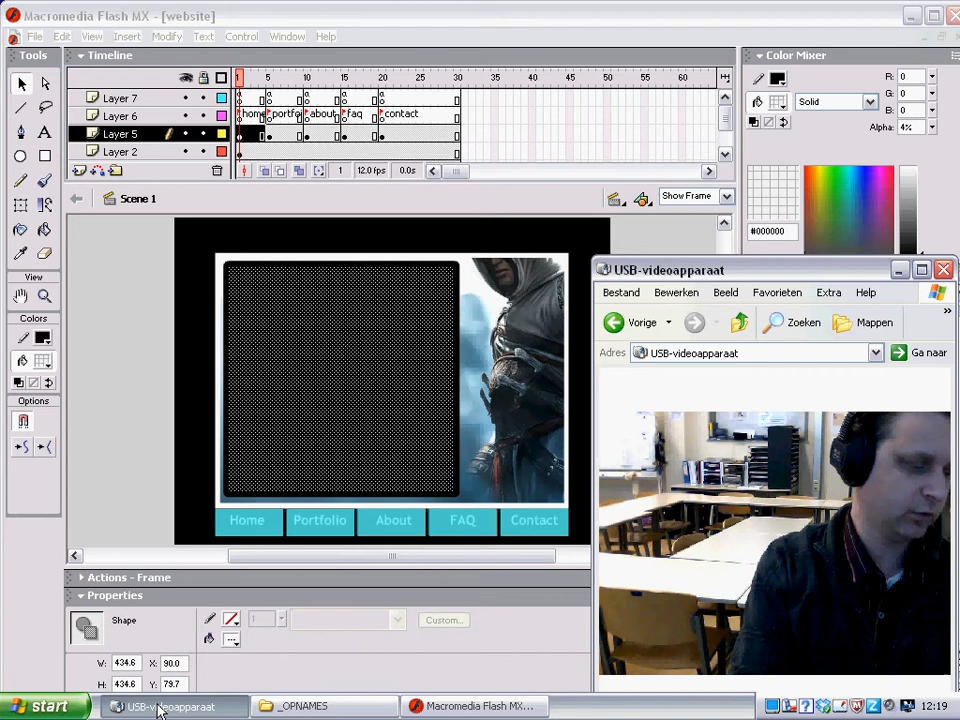 Macromedia Flash MX - [website]
File Edit View Insert Modify Text Control Window Help
Tools
Timeline
Color Mixer
1 5 10 15 20 25 30 35 40 45 50 55 60
Layer 7
Layer 6
home portfo about faq contact
Layer 5
Layer 2
1 12.0 fps 0.0s
Solid
R: 0
G: 0
B: 0
Alpha: 4%
#000000
Scene 1
Show Frame
View
Colors
Options
Home Portfolio About FAQ Contact
USB-videoapparaat
Bestand Bewerken Beeld Favorieten Extra Help
Vorige Zoeken Mappen
Adres USB-videoapparaat Ga naar
Actions - Frame
Properties
Shape
1
Custom...
W: 434.6 X: 90.0
H: 434.6 Y: 79.7
start
USB-videoapparaat
_OPNAMES
Macromedia Flash MX...
12:19